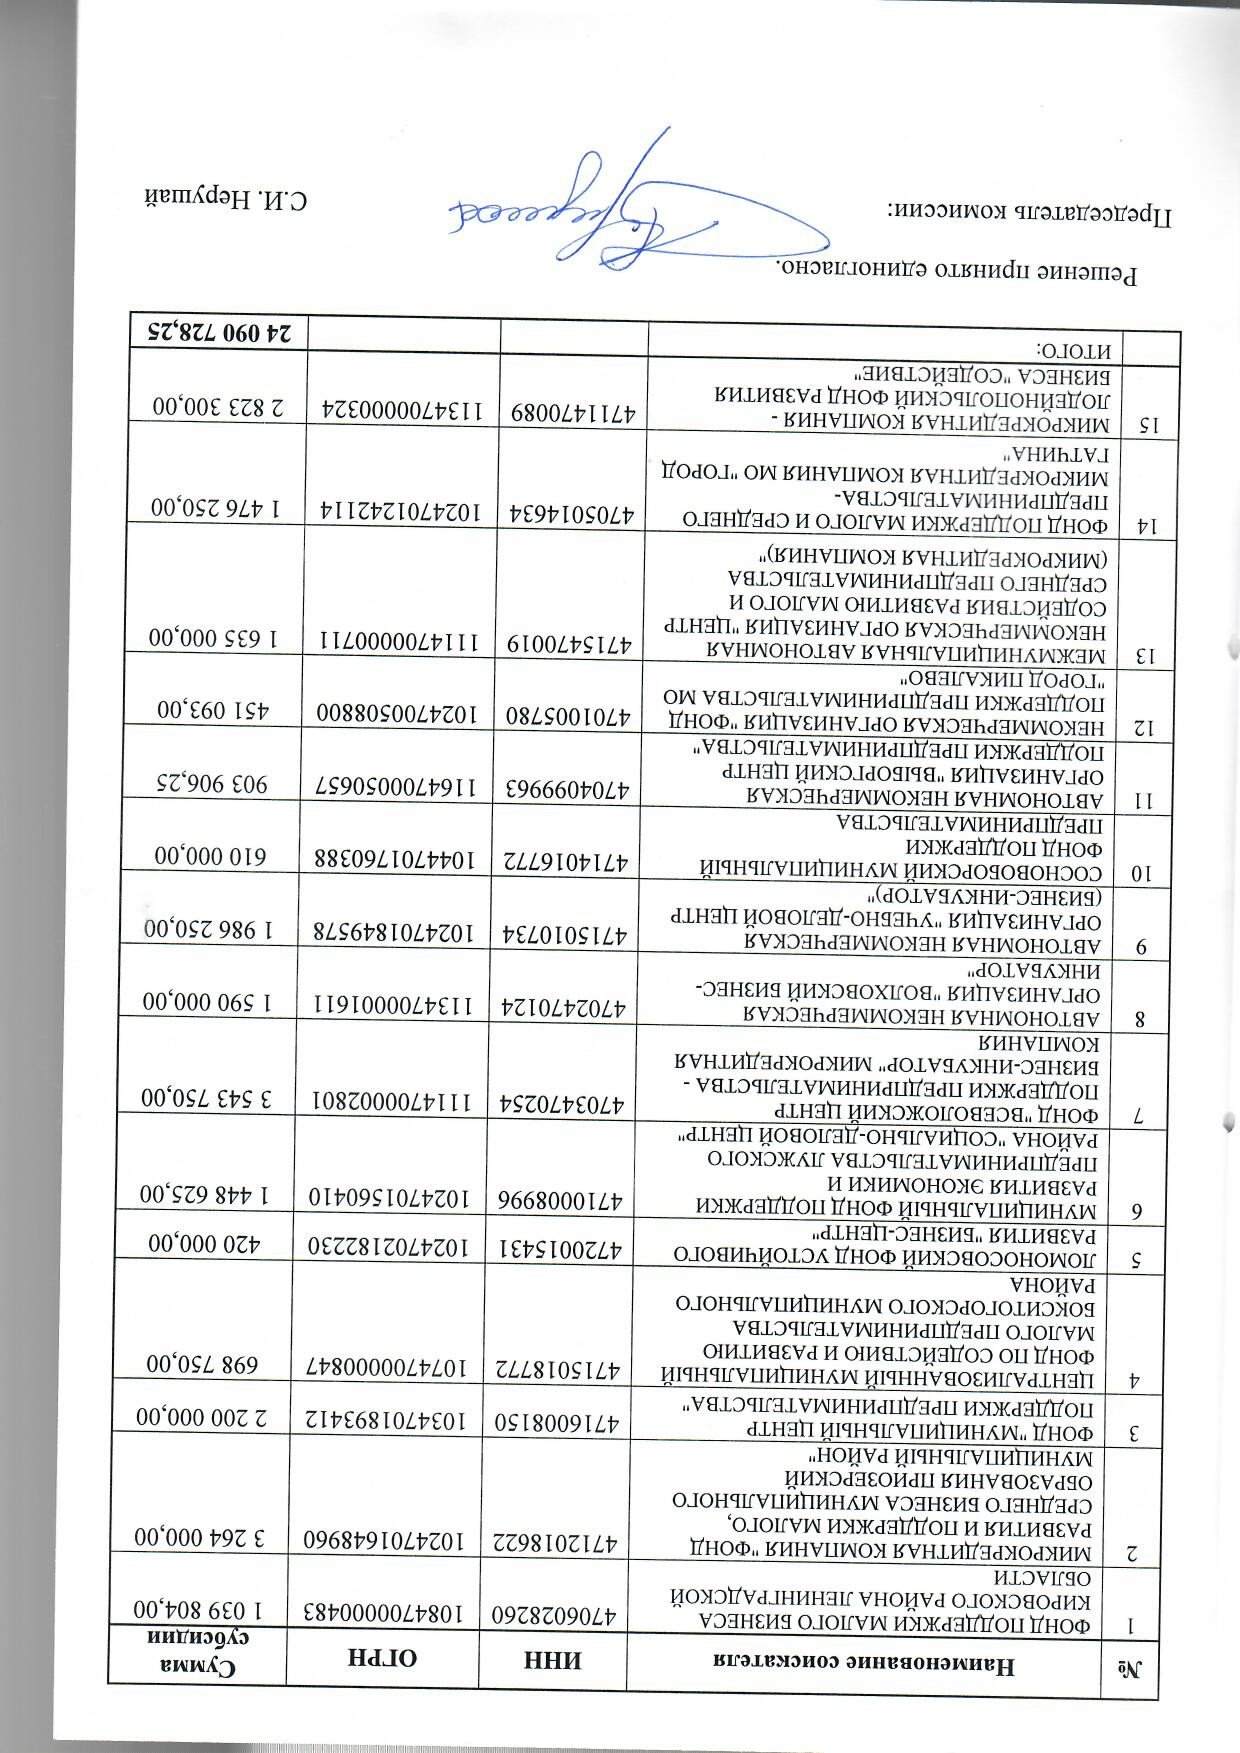 № Наименование соискателя ИНН ОГРН Сумма
субсидии
1 ФОНД ПОДДЕРЖКИ МАЛОГО БИЗНЕСА
КИРОВСКОГО РАЙОНА ЛЕНИНГРАДСКОЙ
ОБЛАСТИ
4706028260 1084700000483 1 039 804,00
2 МИКРОКРЕДИТНАЯ КОМПАНИЯ "ФОНД
РАЗВИТИЯ И ПОДДЕРЖКИ МАЛОГО,
СРЕДНЕГО БИЗНЕСА МУНИЦИПАЛЬНОГО
ОБРАЗОВАНИЯ ПРИОЗЕРСКИЙ
МУНИЦИПАЛЬНЫЙ РАЙОН"
4712018622 1024701648960 3 264 000,00
3 ФОНД "МУНИЦИПАЛЬНЫЙ ЦЕНТР
ПОДДЕРЖКИ ПРЕДПРИНИМАТЕЛЬСТВА"
4716008150 1034701893412 2 200 000,00
4 ЦЕНТРАЛИЗОВАННЫЙ МУНИЦИПАЛЬНЫЙ
ФОНД ПО СОДЕЙСТВИЮ И РАЗВИТИЮ
МАЛОГО ПРЕДПРИНИМАТЕЛЬСТВА
БОКСИТОГОРСКОГО МУНИЦИПАЛЬНОГО
РАЙОНА
4715018772 1074700000847 698 750,00
5 ЛОМОНОСОВСКИЙ ФОНД УСТОЙЧИВОГО
РАЗВИТИЯ "БИЗНЕС-ЦЕНТР"
4720015431 1024702182230 420 000,00
6 МУНИЦИПАЛЬНЫЙ ФОНД ПОДДЕРЖКИ
РАЗВИТИЯ ЭКОНОМИКИ И
ПРЕДПРИНИМАТЕЛЬСТВА ЛУЖСКОГО
РАЙОНА "СОЦИАЛЬНО-ДЕЛОВОЙ ЦЕНТР"
4710008996 1024701560410 1 448 625,00
7 ФОНД "ВСЕВОЛОЖСКИЙ ЦЕНТР
ПОДДЕРЖКИ ПРЕДПРИНИМАТЕЛЬСТВА -
БИЗНЕС-ИНКУБАТОР" МИКРОКРЕДИТНАЯ
КОМПАНИЯ
4703470254 1114700002801 3 543 750,00
8 АВТОНОМНАЯ НЕКОММЕРЧЕСКАЯ
ОРГАНИЗАЦИЯ "ВОЛХОВСКИЙ БИЗНЕС-
ИНКУБАТОР"
4702470124 1134700001611 1 590 000,00
9 АВТОНОМНАЯ НЕКОММЕРЧЕСКАЯ
ОРГАНИЗАЦИЯ "УЧЕБНО-ДЕЛОВОЙ ЦЕНТР
(БИЗНЕС-ИНКУБАТОР)"
4715010734 1024701849578 1 986 250,00
10 СОСНОВОБОРСКИЙ МУНИЦИПАЛЬНЫЙ
ФОНД ПОДДЕРЖКИ
ПРЕДПРИНИМАТЕЛЬСТВА
4714016772 1044701760388 610 000,00
11 АВТОНОМНАЯ НЕКОММЕРЧЕСКАЯ
ОРГАНИЗАЦИЯ "ВЫБОРГСКИЙ ЦЕНТР
ПОДДЕРЖКИ ПРЕДПРИНИМАТЕЛЬСТВА"
4704099963 1164700050657 903 906,25
12 НЕКОММЕРЧЕСКАЯ ОРГАНИЗАЦИЯ "ФОНД
ПОДДЕРЖКИ ПРЕДПРИНИМАТЕЛЬСТВА МО
"ГОРОД ПИКАЛЕВО"
4701005780 1024700508800 451 093,00
13 МЕЖМУНИЦИПАЛЬНАЯ АВТОНОМНАЯ
НЕКОММЕРЧЕСКАЯ ОРГАНИЗАЦИЯ "ЦЕНТР
СОДЕЙСТВИЯ РАЗВИТИЮ МАЛОГО И
СРЕДНЕГО ПРЕДПРИНИМАТЕЛЬСТВА
(МИКРОКРЕДИТНАЯ КОМПАНИЯ)"
4715470019 1114700000711 1 635 000,00
14 ФОНД ПОДДЕРЖКИ МАЛОГО И СРЕДНЕГО
ПРЕДПРИНИМАТЕЛЬСТВА-
МИКРОКРЕДИТНАЯ КОМПАНИЯ МО "ГОРОД
ГАТЧИНА"
4705014634 1024701242114 1 476 250,00
15 МИКРОКРЕДИТНАЯ КОМПАНИЯ -
ЛОДЕЙНОПОЛЬСКИЙ ФОНД РАЗВИТИЯ
БИЗНЕСА "СОДЕЙСТВИЕ"
4711470089 1134700000324 2 823 300,00
ИТОГО: 24 090 728,25
Решение принято единогласно.
Председатель комиссии: С.И. Нерушай